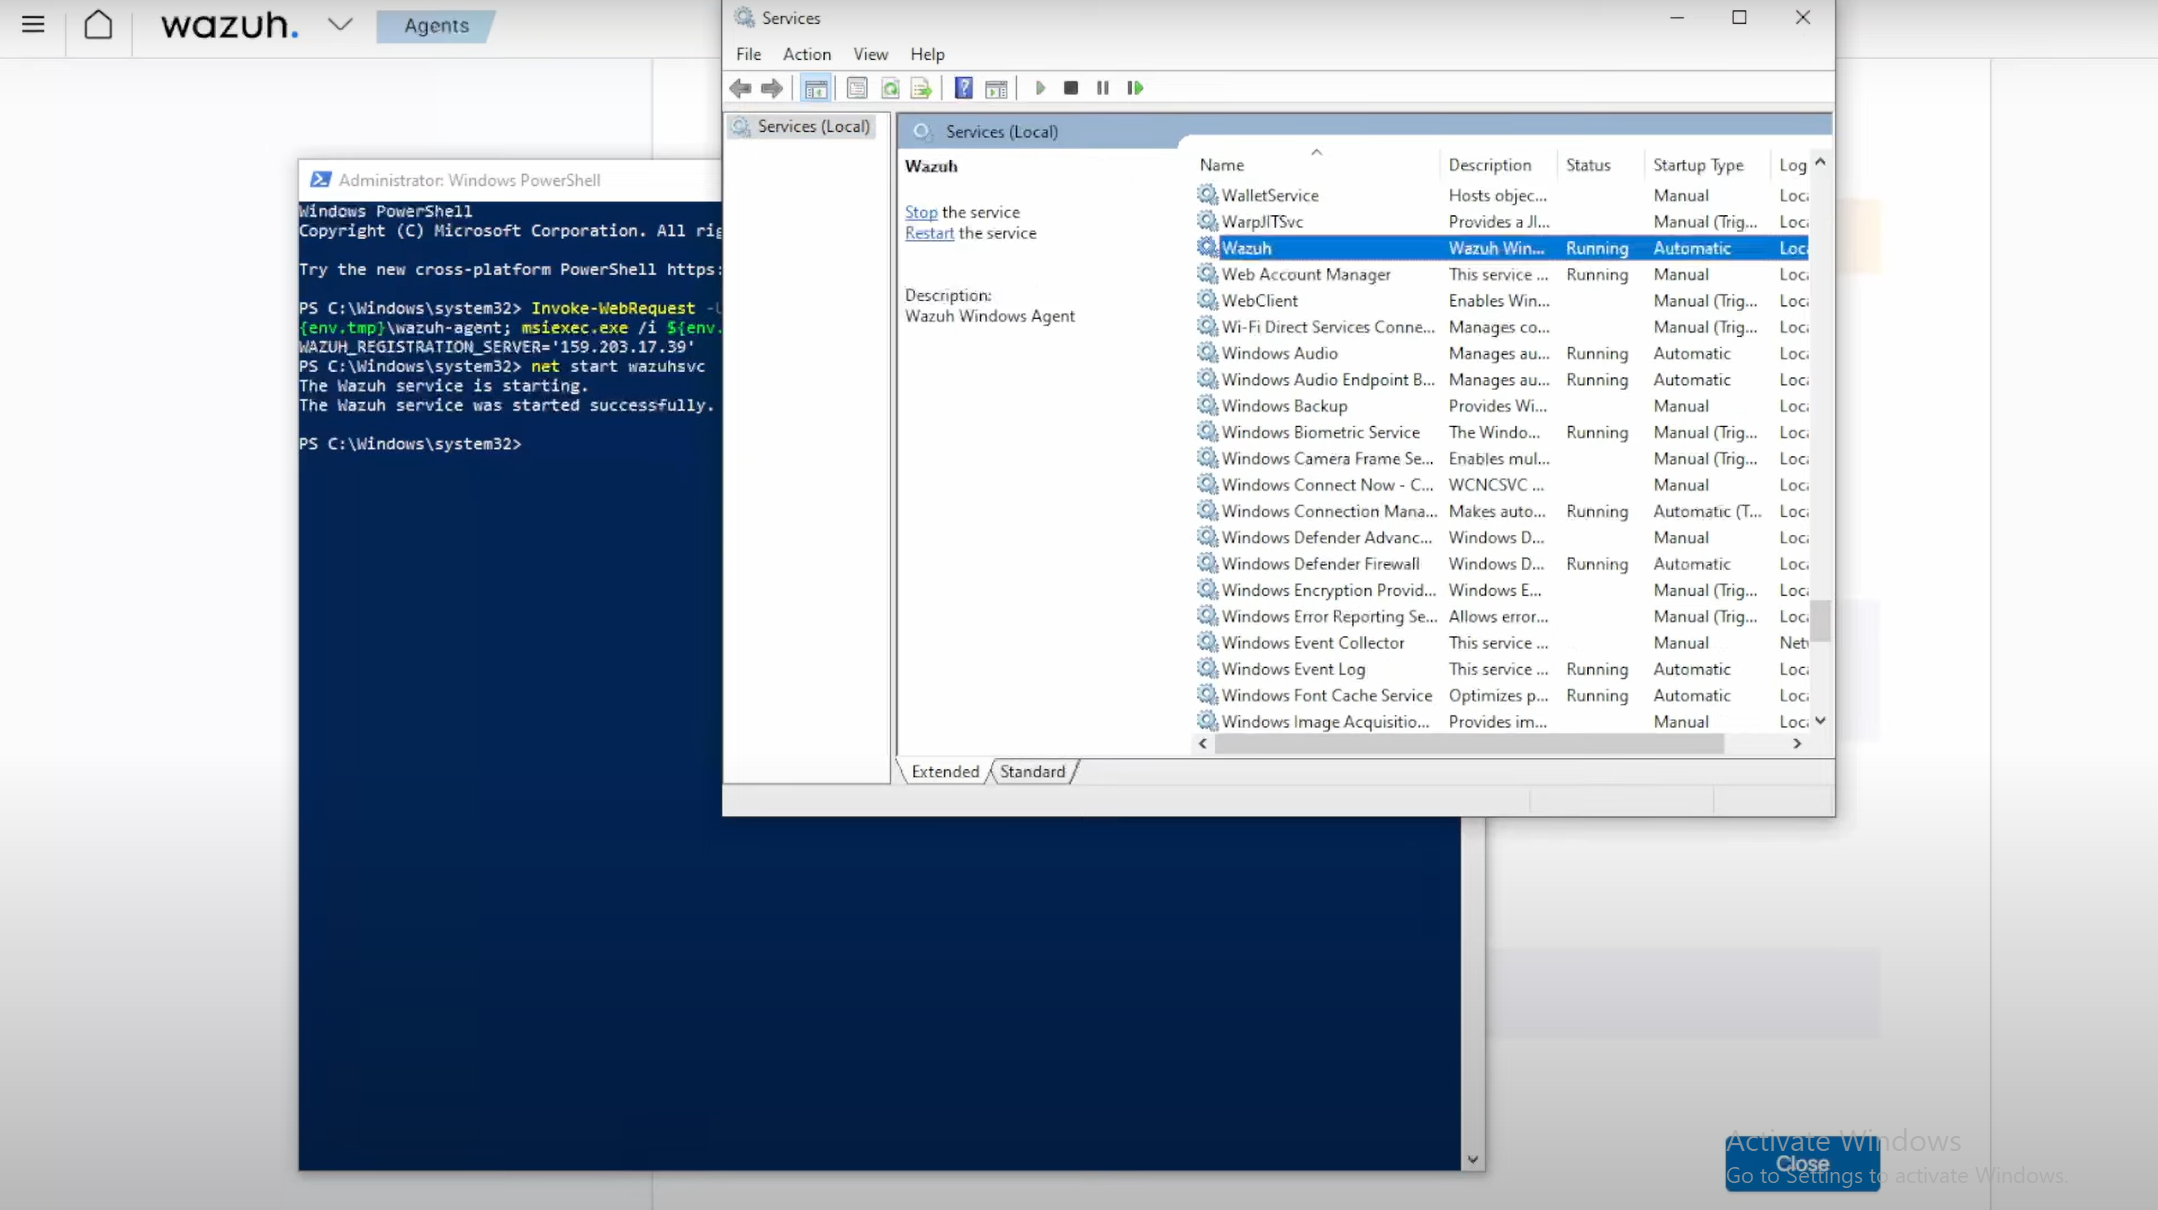 wazuh.
Agents
Services
File Action View Help
Services (Local)
Services (Local)
Wazuh
Stop the service
Restart the service
Description:
Wazuh Windows Agent
Name Description Status Startup Type Log
WalletService Hosts objec... Manual Loc
WarpJITSvc Provides a JI... Manual (Trig... Loc
Wazuh Wazuh Win... Running Automatic Loc
Web Account Manager This service ... Running Manual Loc
WebClient Enables Win... Manual (Trig... Loc
Wi-Fi Direct Services Conne... Manages co... Manual (Trig... Loc
Windows Audio Manages au... Running Automatic Loc
Windows Audio Endpoint B... Manages au... Running Automatic Loc
Windows Backup Provides Wi... Manual Loc
Windows Biometric Service The Windo... Running Manual (Trig... Loc
Windows Camera Frame Se... Enables mul... Manual (Trig... Loc
Windows Connect Now - C... WCNCSVC ... Manual Loc
Windows Connection Mana... Makes auto... Running Automatic (T... Loc
Windows Defender Advanc... Windows D... Manual Loc
Windows Defender Firewall Windows D... Running Automatic Loc
Windows Encryption Provid... Windows E... Manual (Trig... Loc
Windows Error Reporting Se... Allows error... Manual (Trig... Loc
Windows Event Collector This service ... Manual Net
Windows Event Log This service ... Running Automatic Loc
Windows Font Cache Service Optimizes p... Running Automatic Loc
Windows Image Acquisitio... Provides im... Manual Loc
Extended Standard
Administrator: Windows PowerShell
Windows PowerShell
Copyright (C) Microsoft Corporation. All rig
Try the new cross-platform PowerShell https:
PS C:\Windows\system32> Invoke-WebRequest -U
{env.tmp}\wazuh-agent; msiexec.exe /i ${env.
WAZUH_REGISTRATION_SERVER='159.203.17.39'
PS C:\Windows\system32> net start wazuhsvc
The Wazuh service is starting.
The Wazuh service was started successfully.
PS C:\Windows\system32>
Activate Windows
Close
Go to Settings to activate Windows.